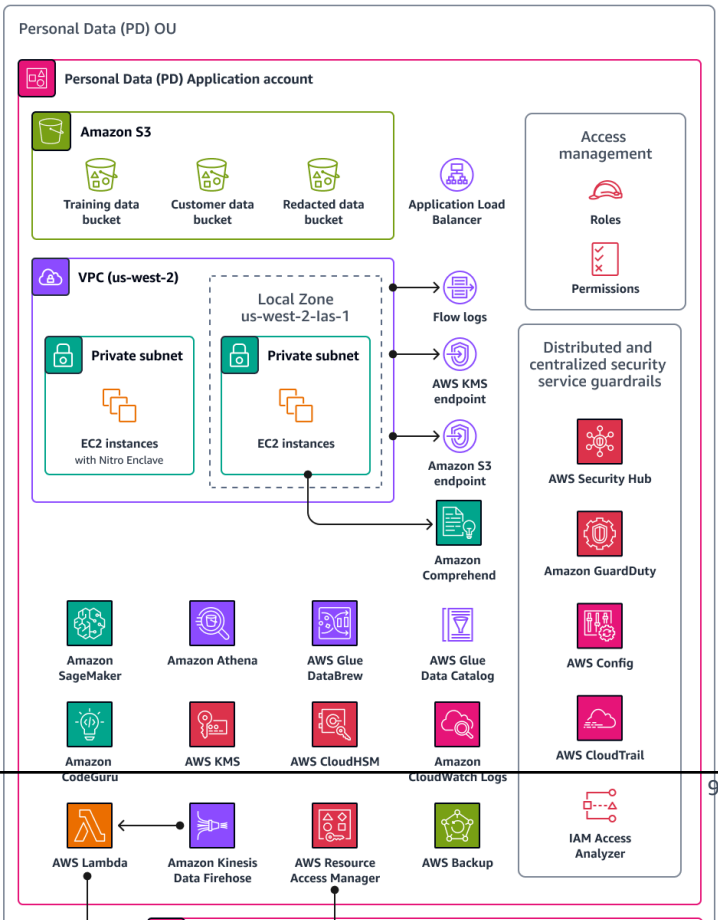 Personal Data (PD) OU
Personal Data (PD) Application account
Amazon S3
Training data
bucket
Customer data
bucket
Redacted data
bucket
Application Load
Balancer
Access
management
Roles
Permissions
VPC (us-west-2)
Local Zone
us-west-2-las-1
Private subnet
EC2 instances
with Nitro Enclave
Private subnet
EC2 instances
Flow logs
AWS KMS
endpoint
Amazon S3
endpoint
Amazon
Comprehend
Distributed and
centralized security
service guardrails
AWS Security Hub
Amazon GuardDuty
AWS Config
AWS CloudTrail
IAM Access
Analyzer
Amazon
SageMaker
Amazon Athena
AWS Glue
DataBrew
AWS Glue
Data Catalog
Amazon
CodeGuru
AWS KMS
AWS CloudHSM
Amazon
CloudWatch Logs
9
AWS Lambda
Amazon Kinesis
Data Firehose
AWS Resource
Access Manager
AWS Backup